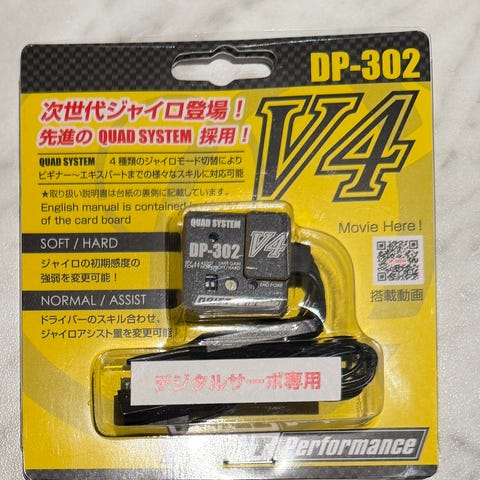 DP-302
V4
次世代ジャイロ登場！
先進の QUAD SYSTEM 採用！
QUAD SYSTEM 4種類のジャイロモード切替により
ビギナー〜エキスパートまでの様々なスキルに対応可能
★取り扱い説明書は台紙の裏側に記載しています。
English manual is contained
of the card board
Movie Here!
搭載動画
SOFT / HARD
ジャイロの初期感度の
強弱を変更可能！
NORMAL / ASSIST
ドライバーのスキル合わせ、
ジャイロアシスト量を変更可能
QUAD SYSTEM
DP-302
V4
END POINT
デジタルサーボ専用
Performance